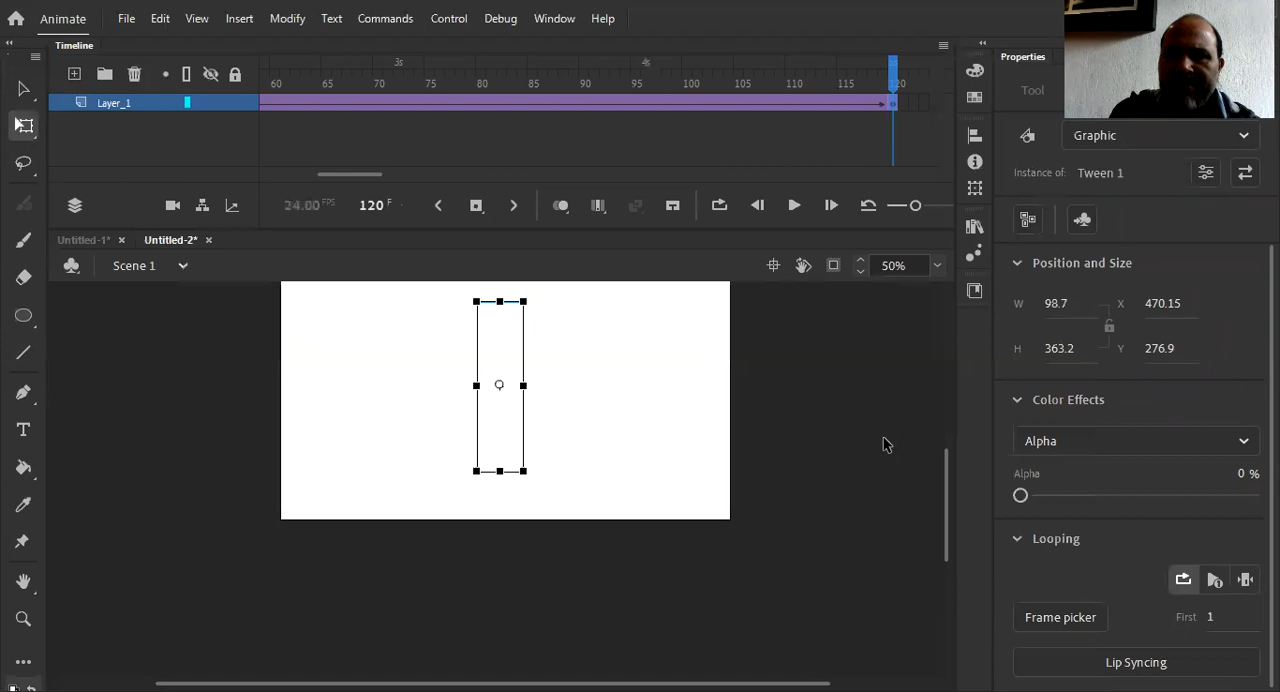 Animate File Edit View Insert Modify Text Commands Control Debug Window Help
Timeline
Properties
3s 4s
60 65 70 75 80 85 90 95 100 105 110 115 120
Tool
Layer_1
Graphic
Instance of: Tween 1
24.00 FPS 120 F
Untitled-1* Untitled-2*
Scene 1 50%
Position and Size
W 98.7 X 470.15
H 363.2 Y 276.9
Color Effects
Alpha
Alpha 0 %
Looping
Frame picker First 1
Lip Syncing